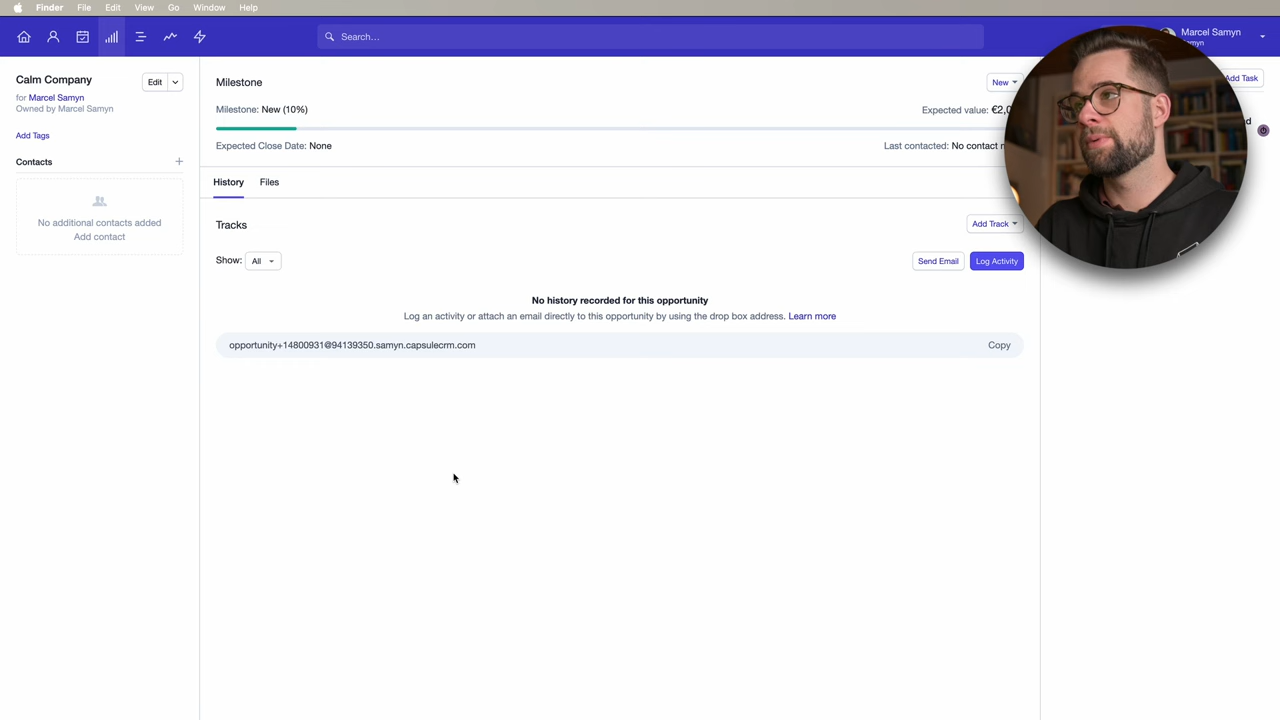 Finder File Edit View Go Window Help
Search…
Marcel Samyn
Calm Company
Edit
for Marcel Samyn
Owned by Marcel Samyn
Add Tags
Contacts
No additional contacts added
Add contact
Milestone
New
Milestone: New (10%)
Expected value:
Expected Close Date: None
Last contacted: No contact
History Files
Tracks
Add Track
Show: All
Send Email Log Activity
No history recorded for this opportunity
Log an activity or attach an email directly to this opportunity by using the drop box address. Learn more
opportunity+14800931@94139350.samyn.capsulecrm.com
Copy
Add Task